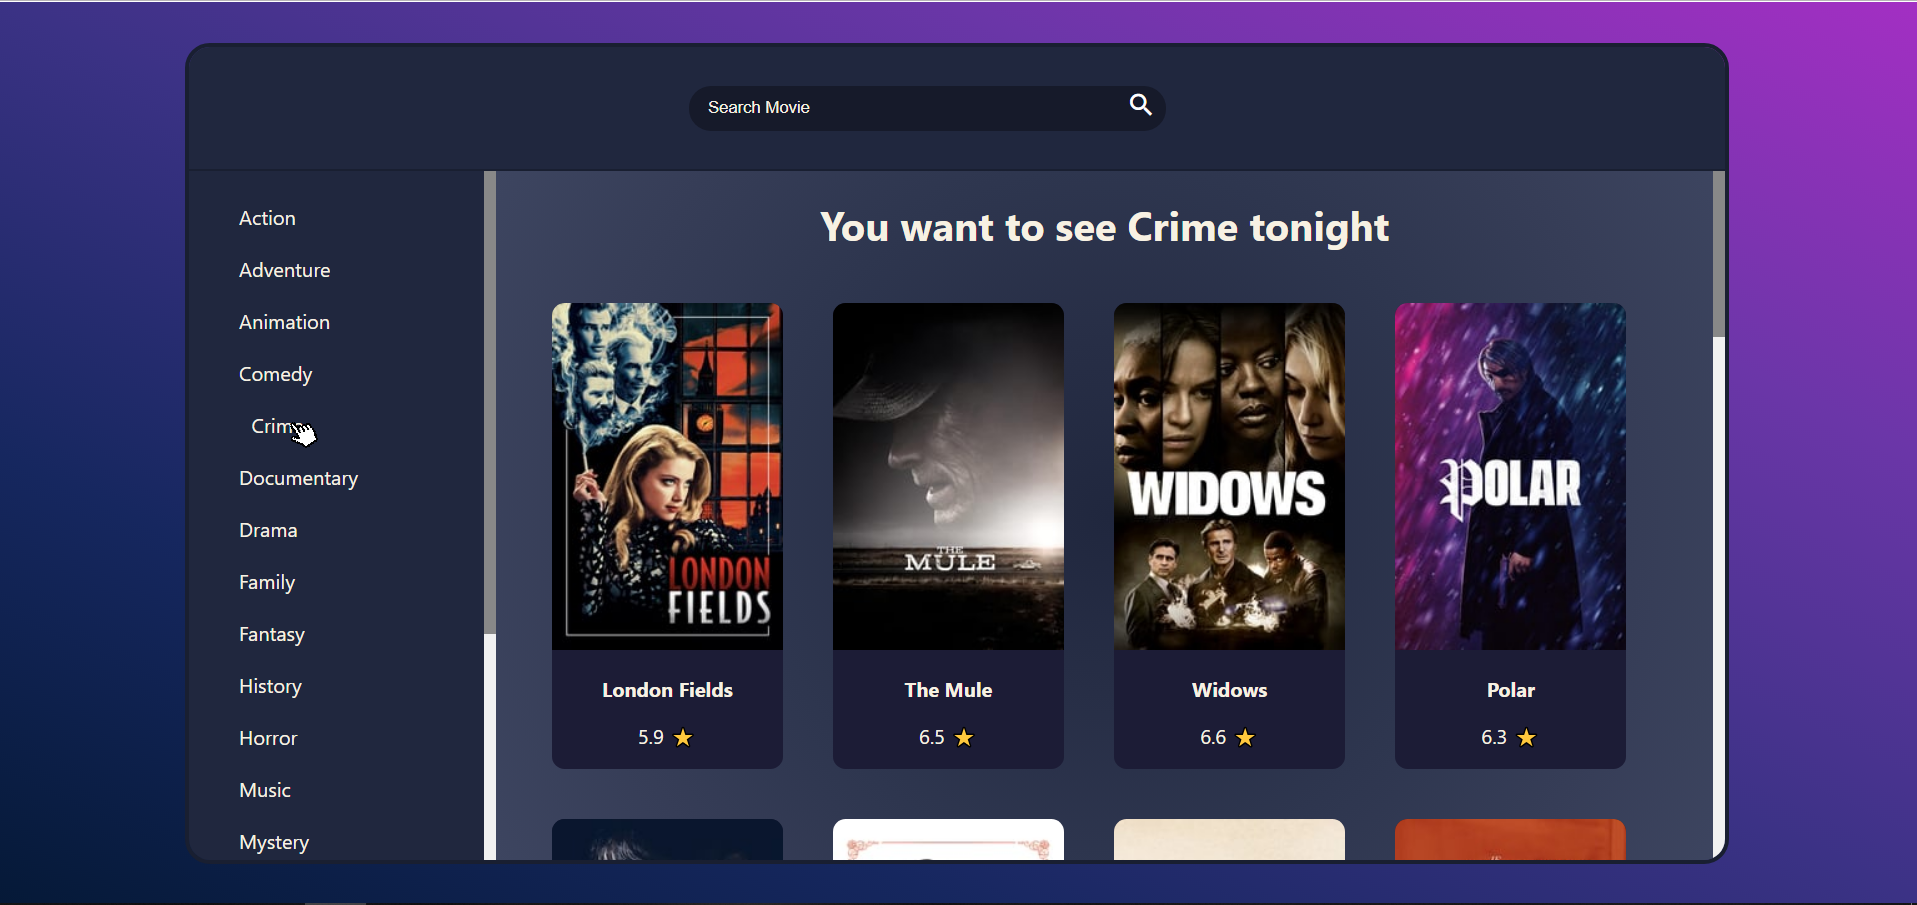 Search Movie
Action
Adventure
Animation
Comedy
Crime
Documentary
Drama
Family
Fantasy
History
Horror
Music
Mystery
You want to see Crime tonight
LONDON
FIELDS
THE
MULE
WIDOWS
POLAR
London Fields
The Mule
Widows
Polar
5.9
6.5
6.6
6.3